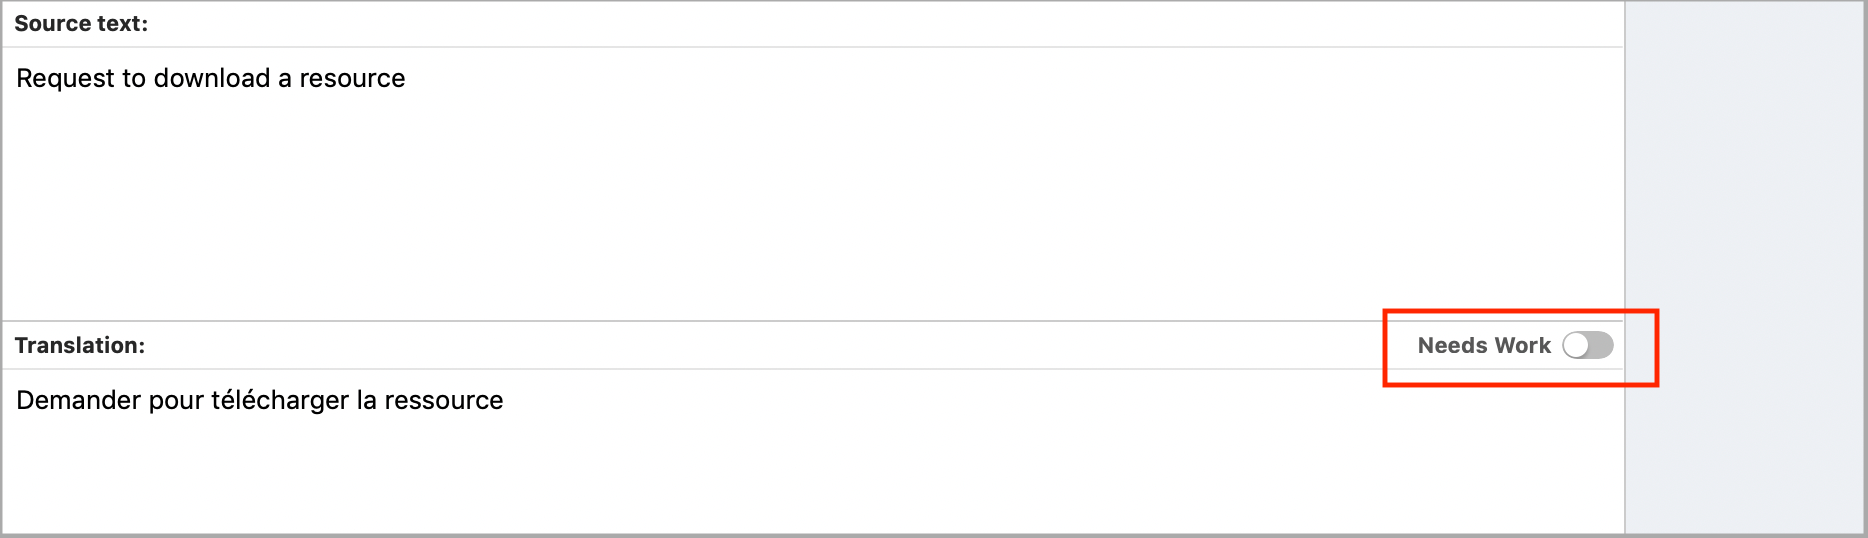 Source text:
Request to download a resource
Translation:
Needs Work
Demander pour télécharger la ressource